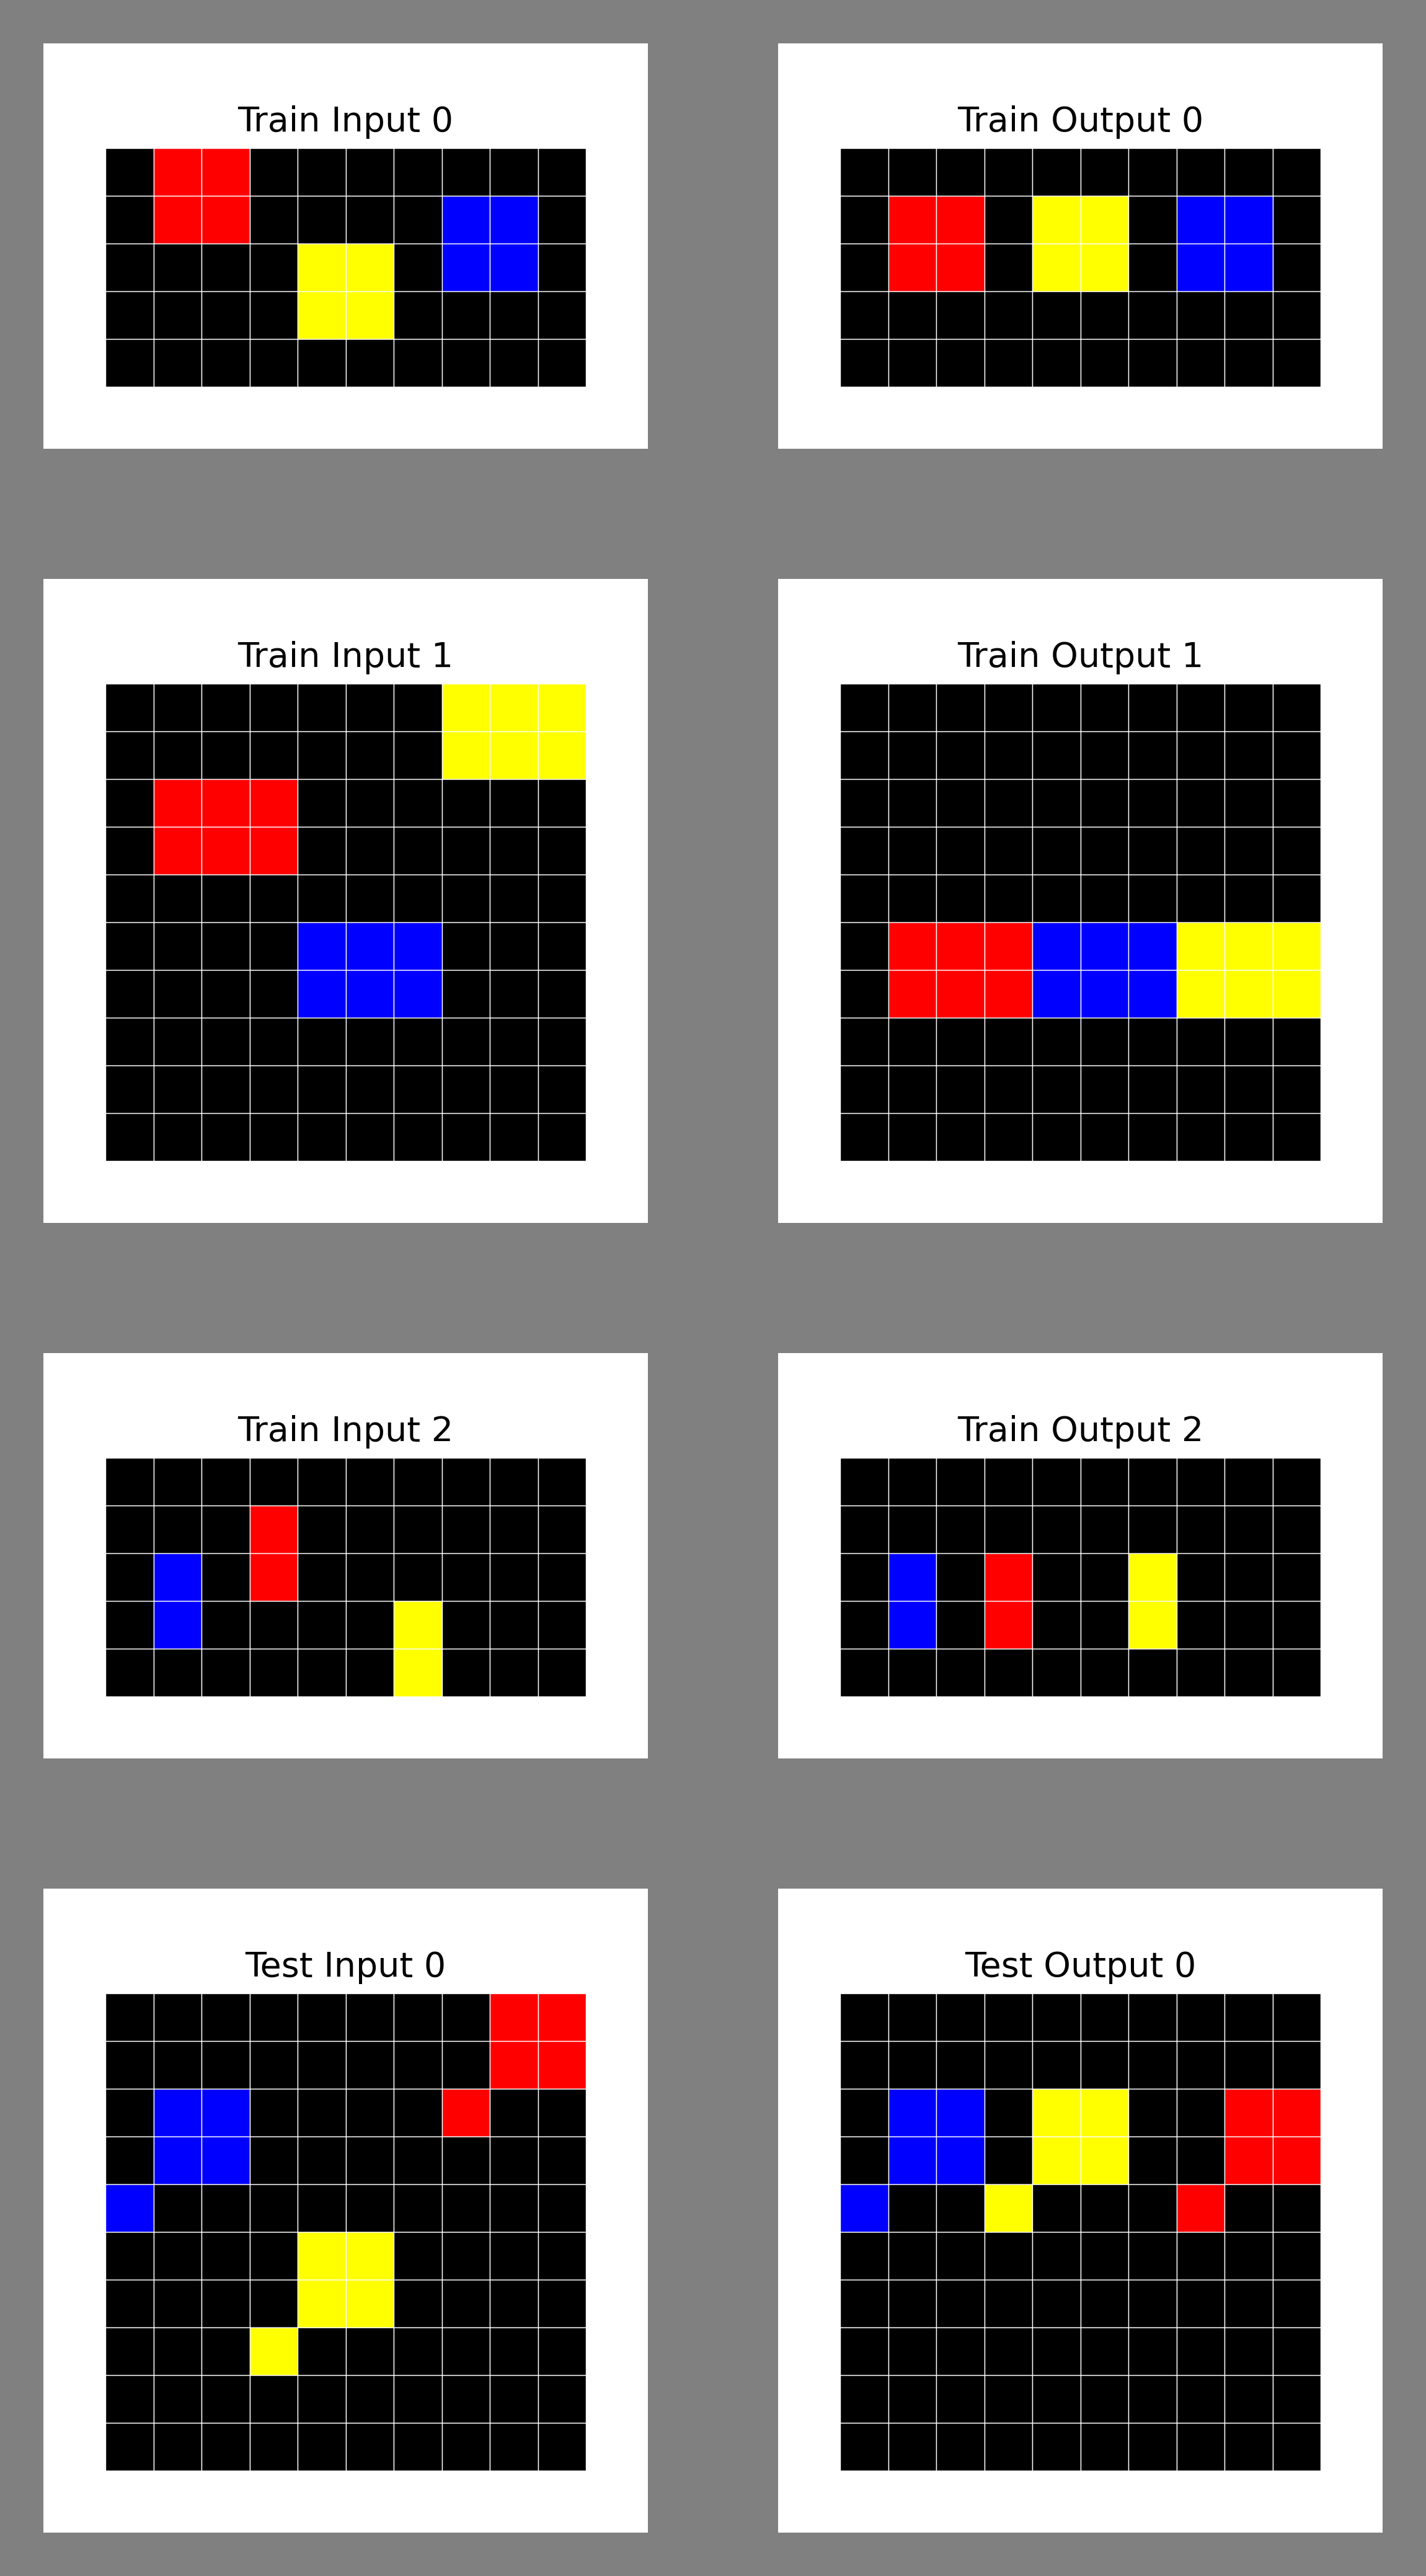 Train Input 0
Train Output 0
Train Input 1
Train Output 1
Train Input 2
Train Output 2
Test Input 0
Test Output 0